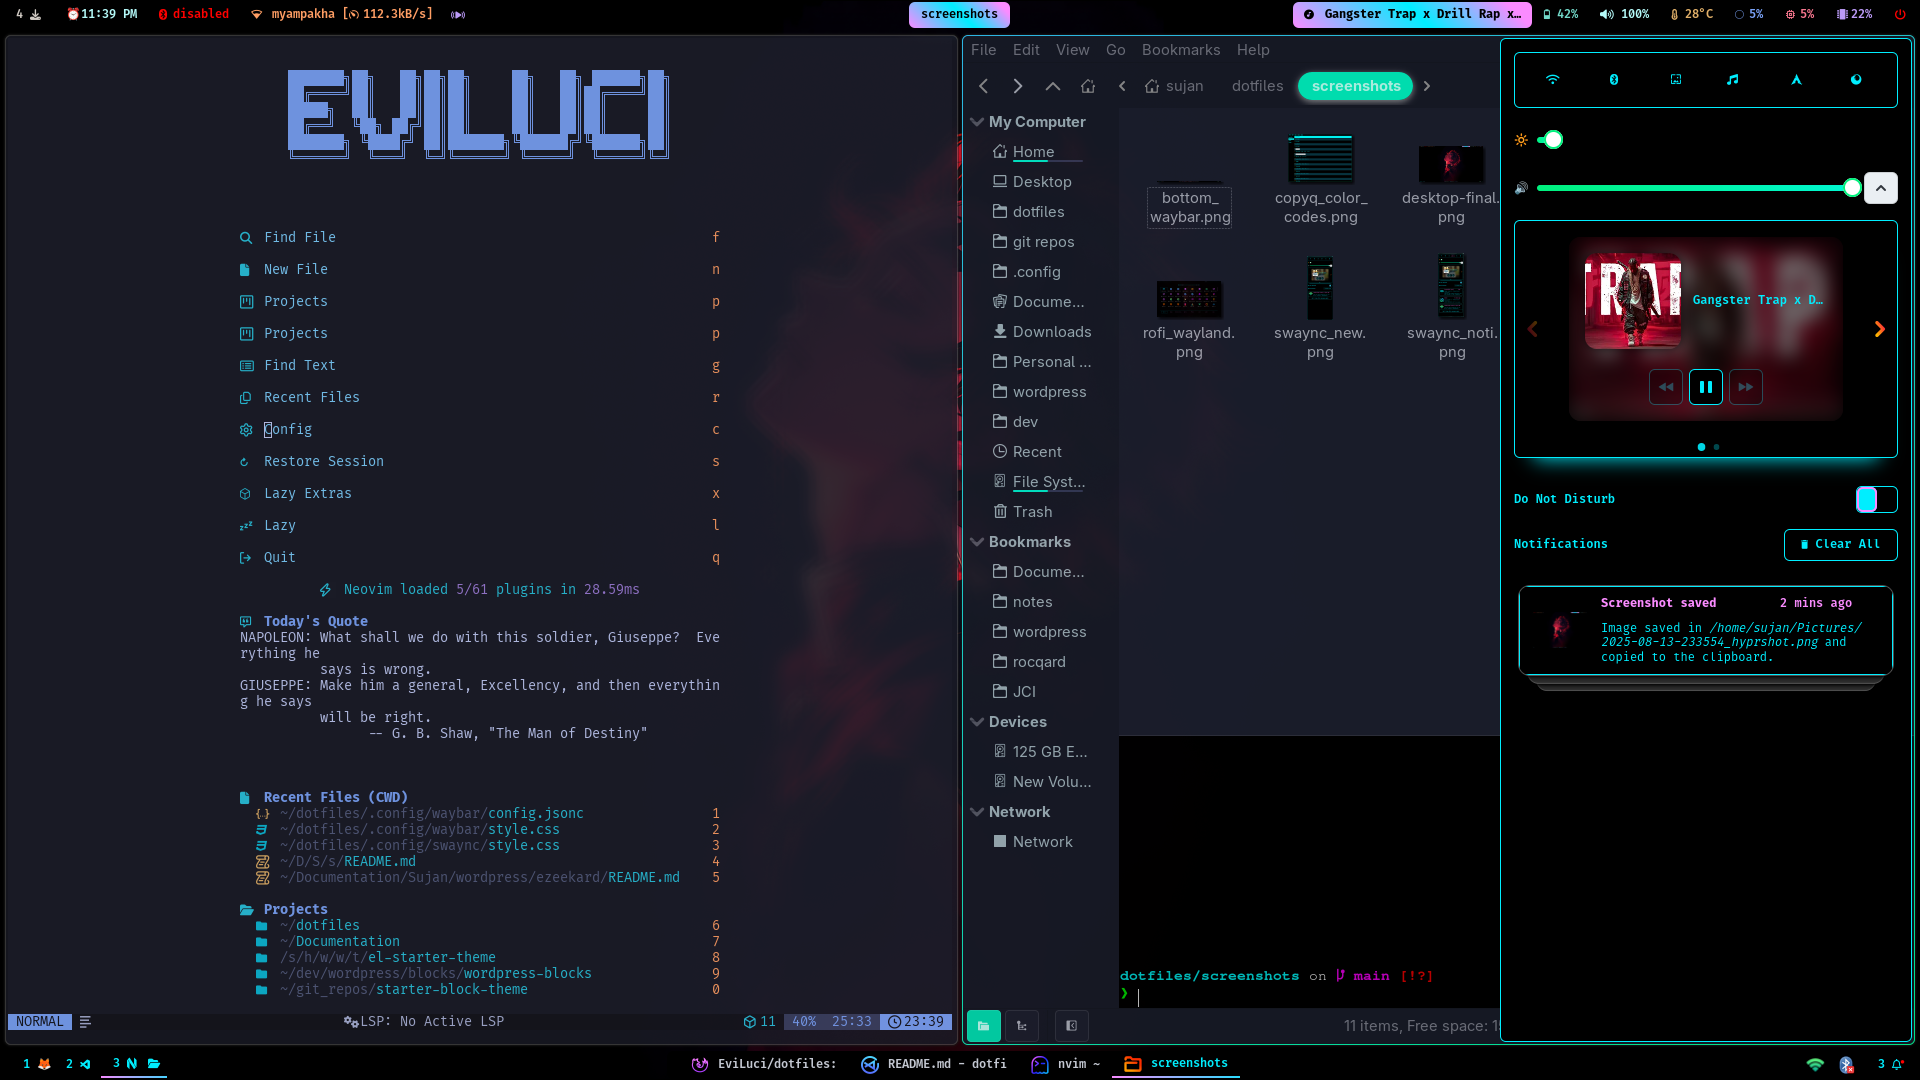 4
11:39 PM
disabled
myampakha [112.3kB/s]
screenshots
Gangster Trap x Drill Rap x…
42%
100%
28°C
5%
5%
22%
EVILUCI
Find File f
New File n
Projects p
Projects p
Find Text g
Recent Files r
Config c
Restore Session s
Lazy Extras x
Lazy l
Quit q
Neovim loaded 5/61 plugins in 28.59ms
Today's Quote
NAPOLEON: What shall we do with this soldier, Giuseppe?  Eve
rything he
says is wrong.
GIUSEPPE: Make him a general, Excellency, and then everythin
g he says
will be right.
-- G. B. Shaw, "The Man of Destiny"
Recent Files (CWD)
~/dotfiles/.config/waybar/config.jsonc 1
~/dotfiles/.config/waybar/style.css 2
~/dotfiles/.config/swaync/style.css 3
~/D/S/s/README.md 4
~/Documentation/Sujan/wordpress/ezeekard/README.md 5
Projects
~/dotfiles 6
~/Documentation 7
/s/h/w/w/t/el-starter-theme 8
~/dev/wordpress/blocks/wordpress-blocks 9
~/git_repos/starter-block-theme 0
NORMAL
LSP: No Active LSP
11
40% 25:33
23:39
File Edit View Go Bookmarks Help
sujan dotfiles screenshots
My Computer
Home
Desktop
dotfiles
git repos
.config
Docume…
Downloads
Personal …
wordpress
dev
Recent
File Syst…
Trash
Bookmarks
Docume…
notes
wordpress
rocqard
JCI
Devices
125 GB E…
New Volu…
Network
Network
bottom_
waybar.png
copyq_color_
codes.png
desktop-final.
png
rofi_wayland.
png
swaync_new.
png
swaync_noti.
png
dotfiles/screenshots on main [!?]
❯
11 items, Free space: 1
TRAP
Gangster Trap x D…
Do Not Disturb
Notifications
Clear All
Screenshot saved 2 mins ago
Image saved in /home/sujan/Pictures/
2025-08-13-233554_hyprshot.png and
copied to the clipboard.
1
2
3
EviLuci/dotfiles:
README.md - dotfi
nvim ~
screenshots
3